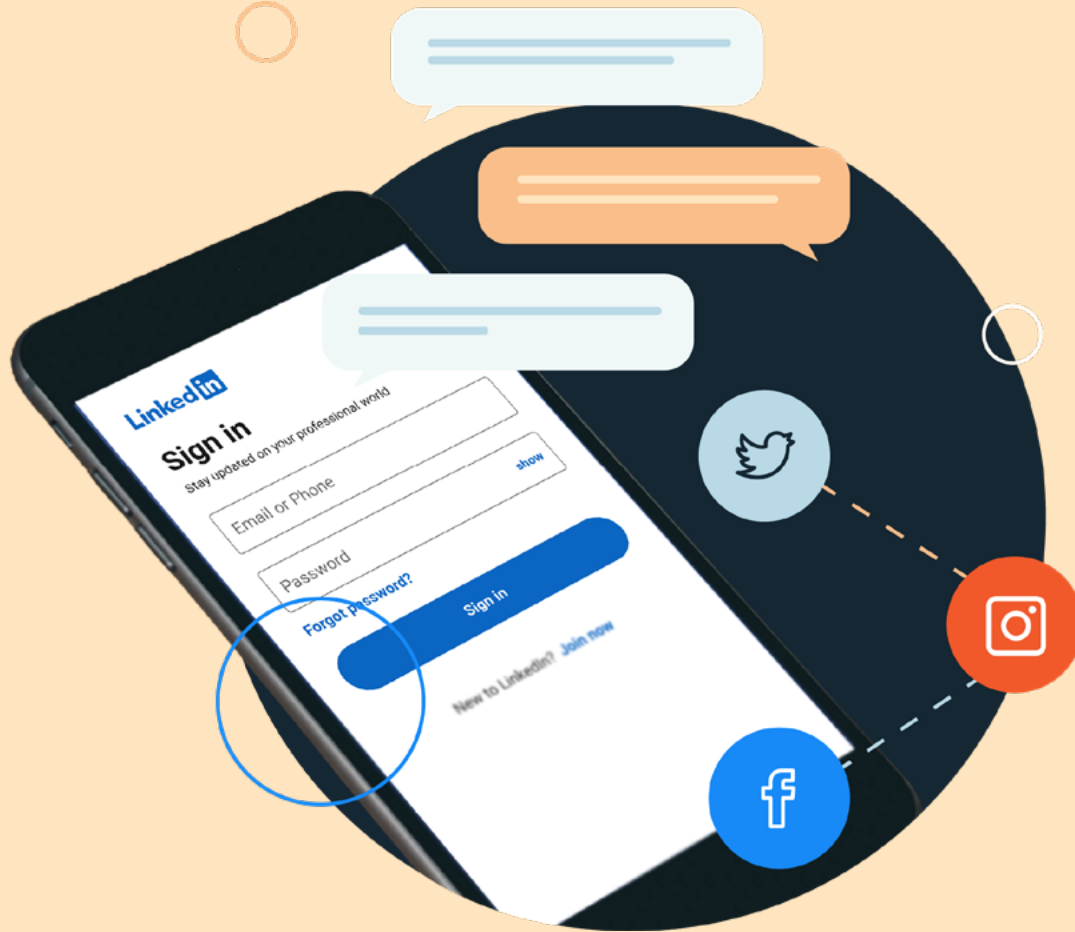 Linkedin
Sign in
Stay updated on your professional world
Email or Phone
Password
show
Forgot password?
Sign in
New to LinkedIn? Join now
f